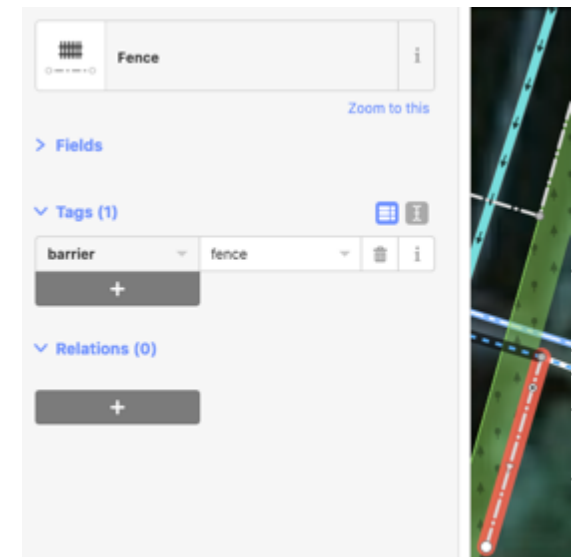 Fence
i
Zoom to this
Fields
Tags (1)
barrier fence i
+
Relations (0)
+